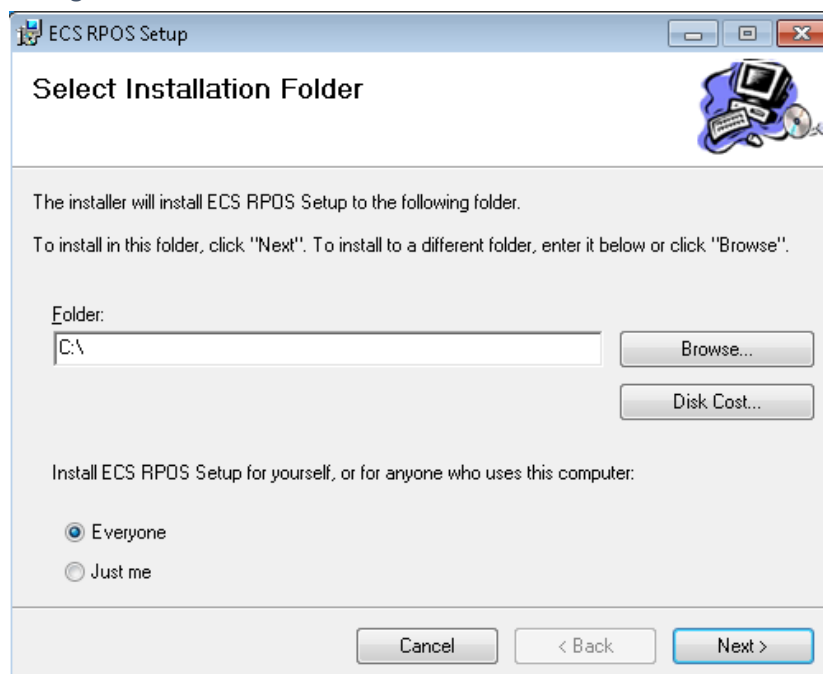 ECS RPOS Setup
Select Installation Folder
The installer will install ECS RPOS Setup to the following folder.
To install in this folder, click "Next". To install to a different folder, enter it below or click "Browse".
Folder:
C:\
Browse...
Disk Cost...
Install ECS RPOS Setup for yourself, or for anyone who uses this computer:
Everyone
Just me
Cancel
< Back
Next >